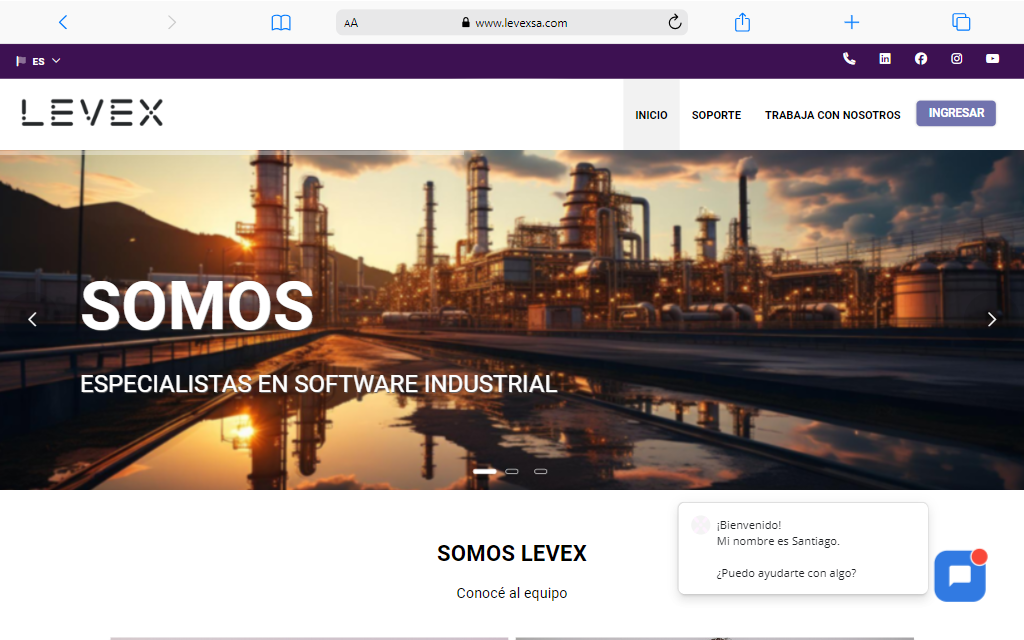 AA
www.levexsa.com
ES
LEVEX
INICIO
SOPORTE
TRABAJA CON NOSOTROS
INGRESAR
SOMOS
ESPECIALISTAS EN SOFTWARE INDUSTRIAL
SOMOS LEVEX
Conocé al equipo
¡Bienvenido!
Mi nombre es Santiago.
¿Puedo ayudarte con algo?